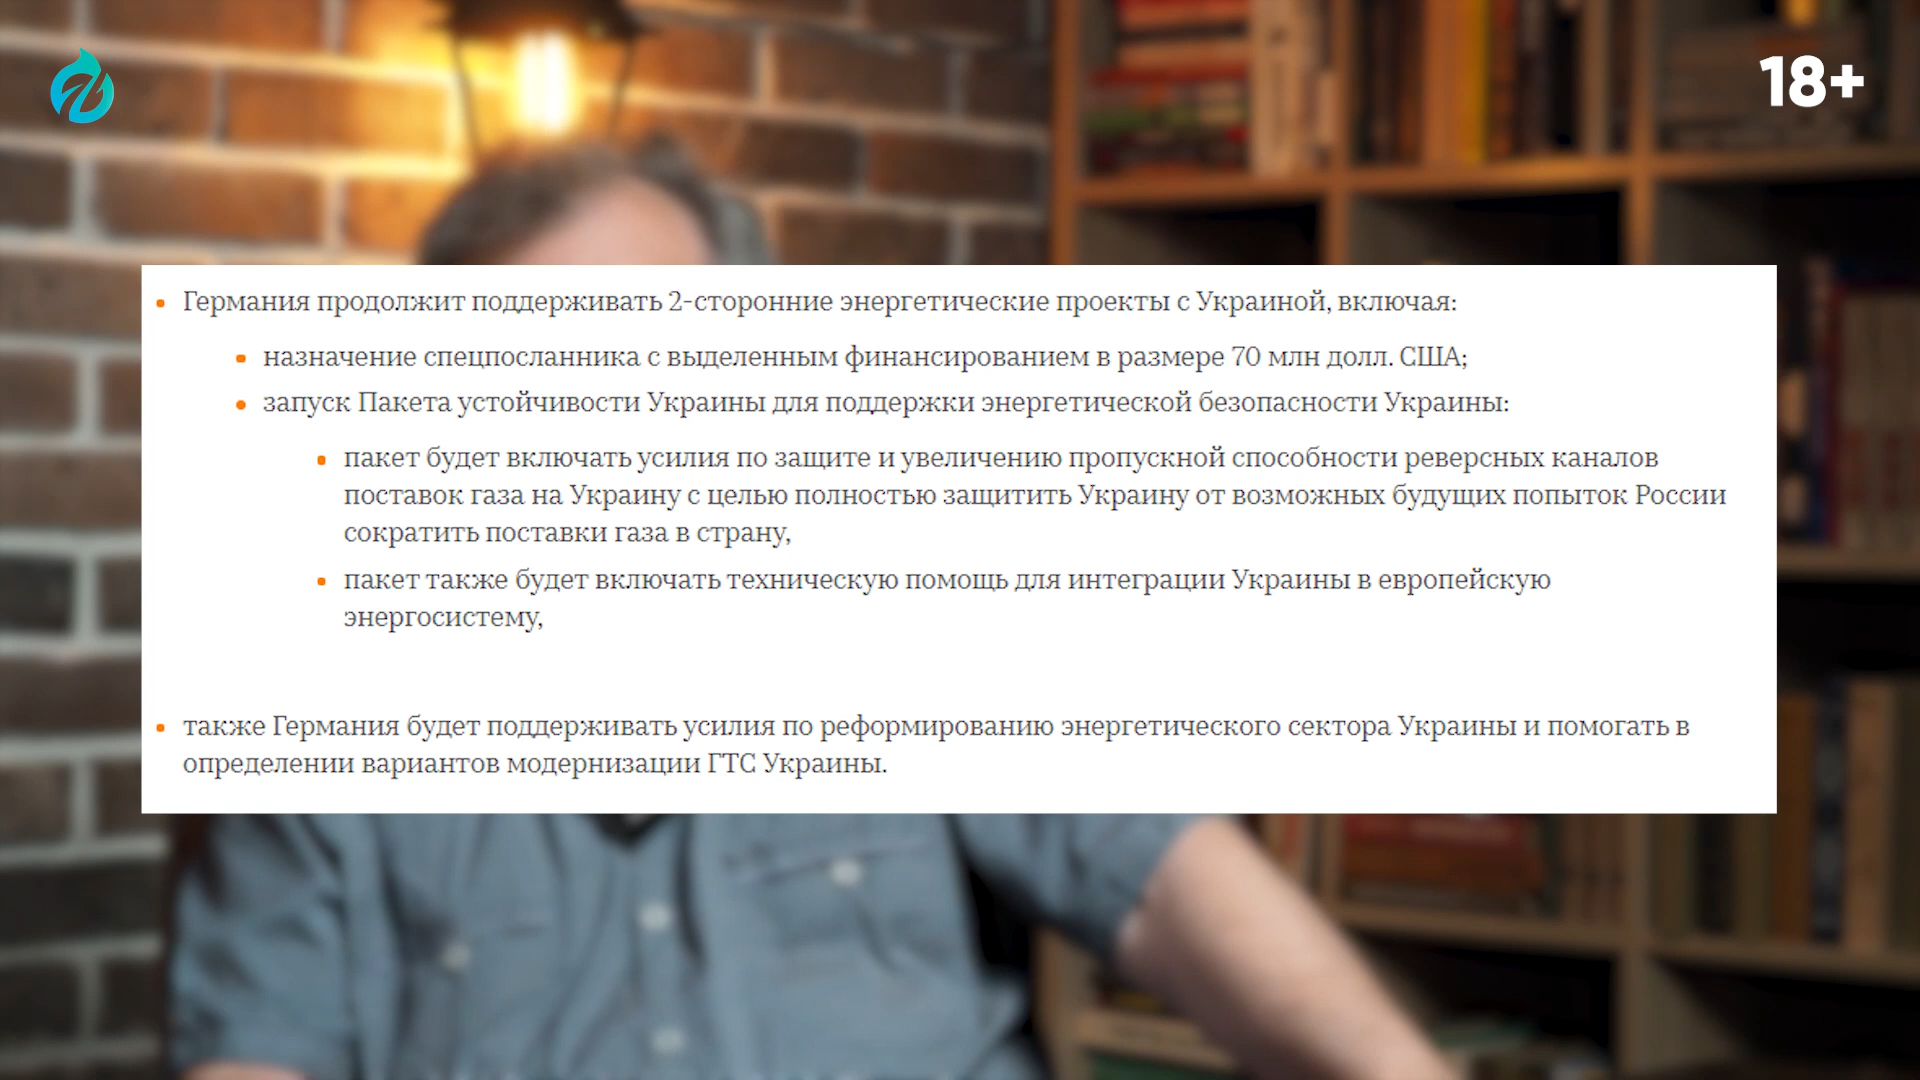 18+
Германия продолжит поддерживать 2-сторонние энергетические проекты с Украиной, включая:
назначение спецпосланника с выделенным финансированием в размере 70 млн долл. США;
запуск Пакета устойчивости Украины для поддержки энергетической безопасности Украины:
пакет будет включать усилия по защите и увеличению пропускной способности реверсных каналов
поставок газа на Украину с целью полностью защитить Украину от возможных будущих попыток России
сократить поставки газа в страну,
пакет также будет включать техническую помощь для интеграции Украины в европейскую
энергосистему,
также Германия будет поддерживать усилия по реформированию энергетического сектора Украины и помогать в
определении вариантов модернизации ГТС Украины.